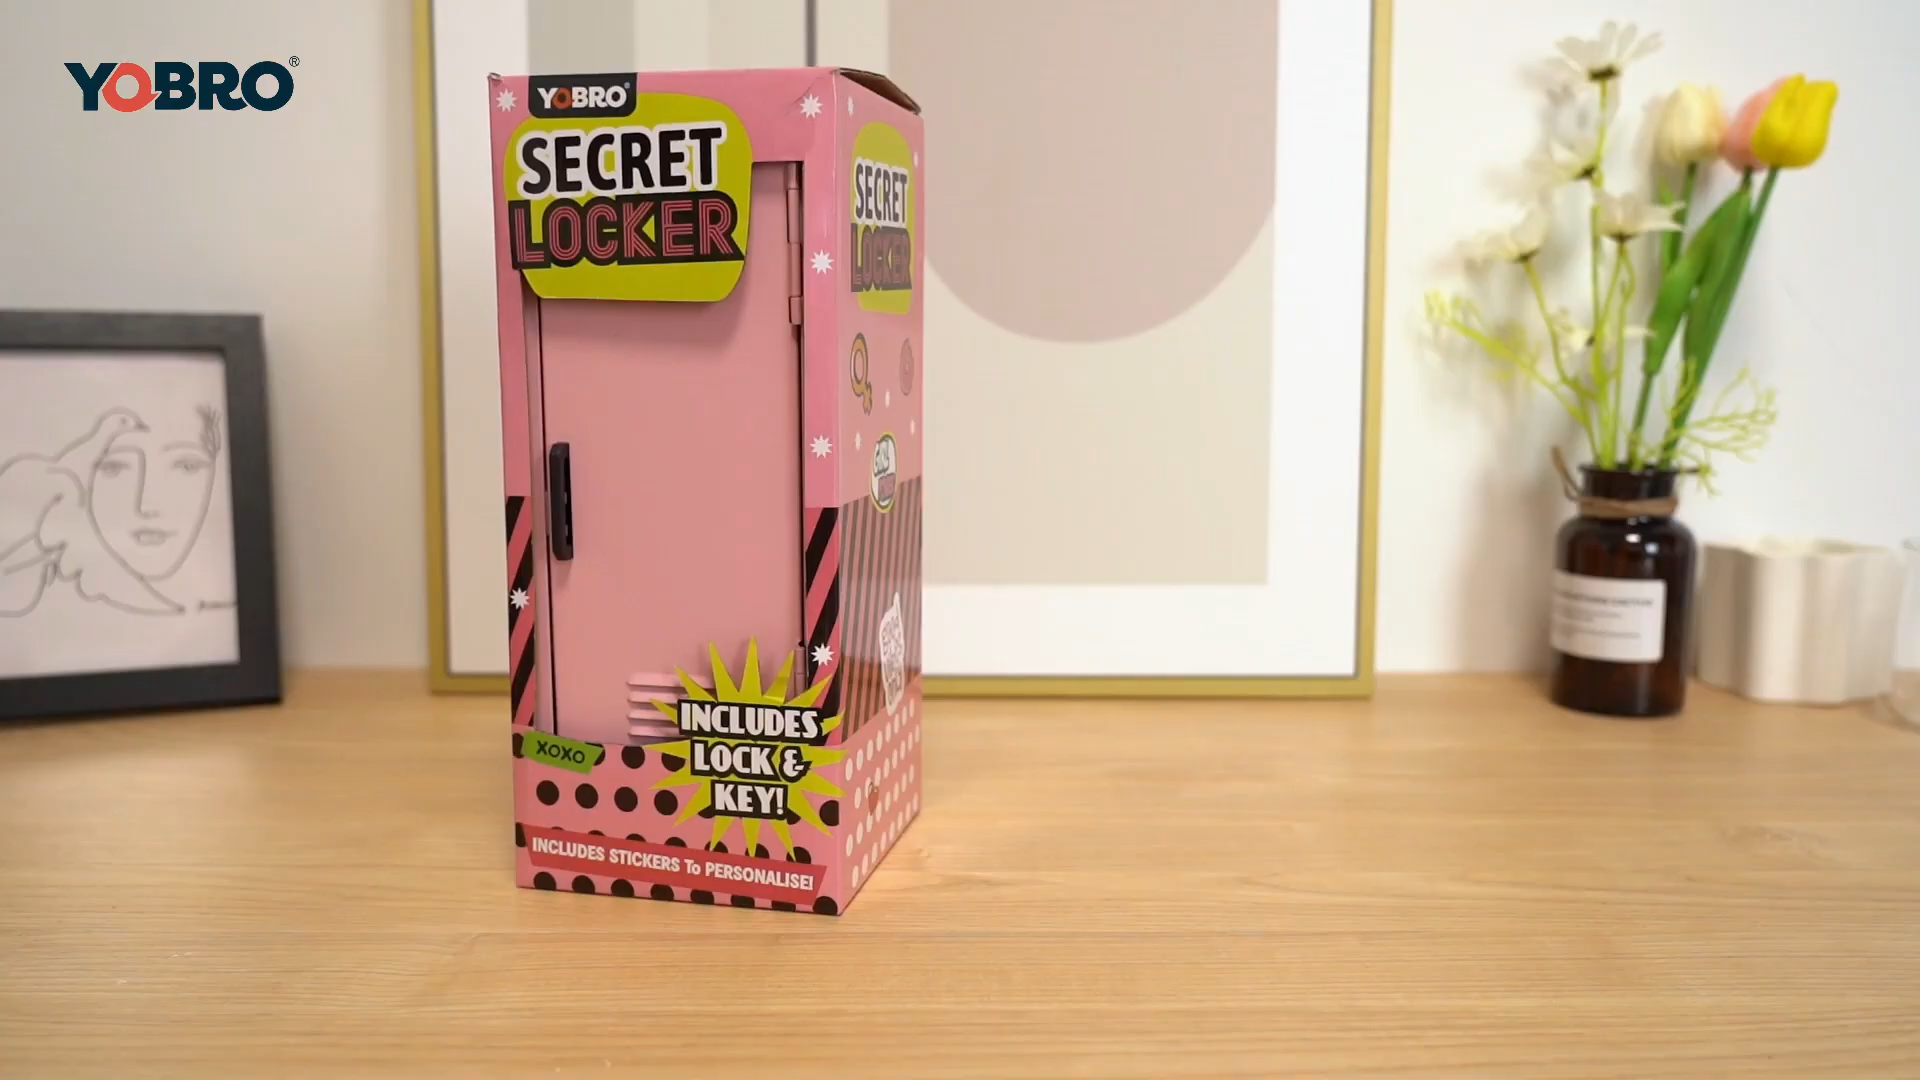 YOBRO®
YOBRO
SECRET
LOCKER
XOXO
INCLUDES
LOCK &
KEY!
INCLUDES STICKERS To PERSONALISE!
SECRET
LOCKER